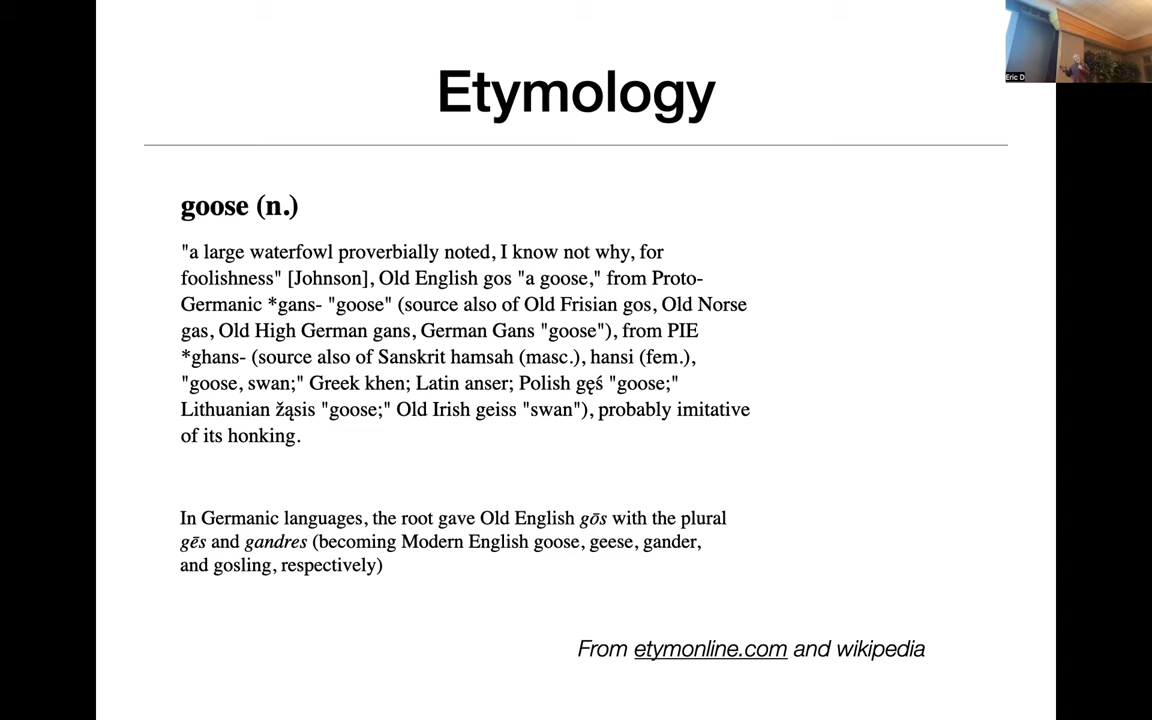 Eric D
Etymology
goose (n.)
"a large waterfowl proverbially noted, I know not why, for
foolishness" [Johnson], Old English gos "a goose," from Proto-
Germanic *gans- "goose" (source also of Old Frisian gos, Old Norse
gas, Old High German gans, German Gans "goose"), from PIE
*ghans- (source also of Sanskrit hamsah (masc.), hansi (fem.),
"goose, swan;" Greek khen; Latin anser; Polish gęś "goose;"
Lithuanian žąsis "goose;" Old Irish geiss "swan"), probably imitative
of its honking.
In Germanic languages, the root gave Old English gōs with the plural
gēs and gandres (becoming Modern English goose, geese, gander,
and gosling, respectively)
From etymonline.com and wikipedia